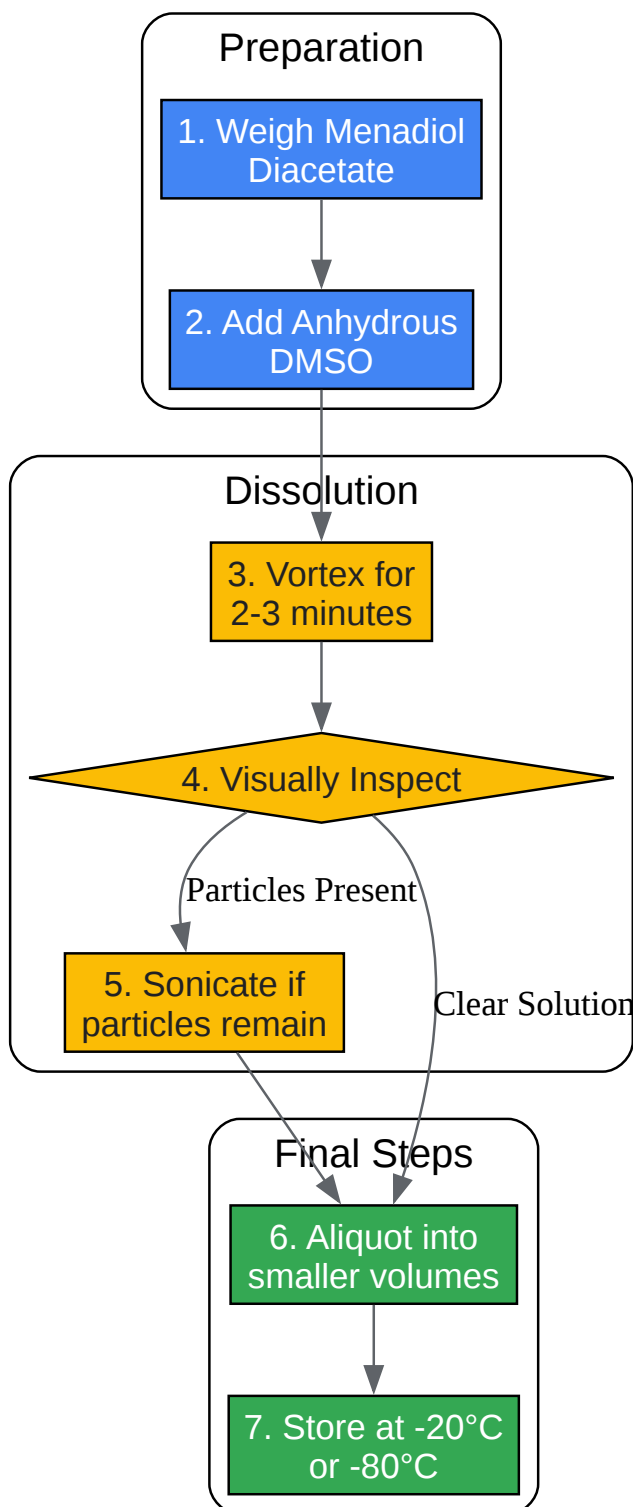 Preparation
1. Weigh Menadiol
Diacetate
2. Add Anhydrous
DMSO
Dissolution
3. Vortex for
2-3 minutes
4. Visually Inspect
Particles Present
5. Sonicate if
particles remain
Clear Solution
Final Steps
6. Aliquot into
smaller volumes
7. Store at -20°C
or -80°C